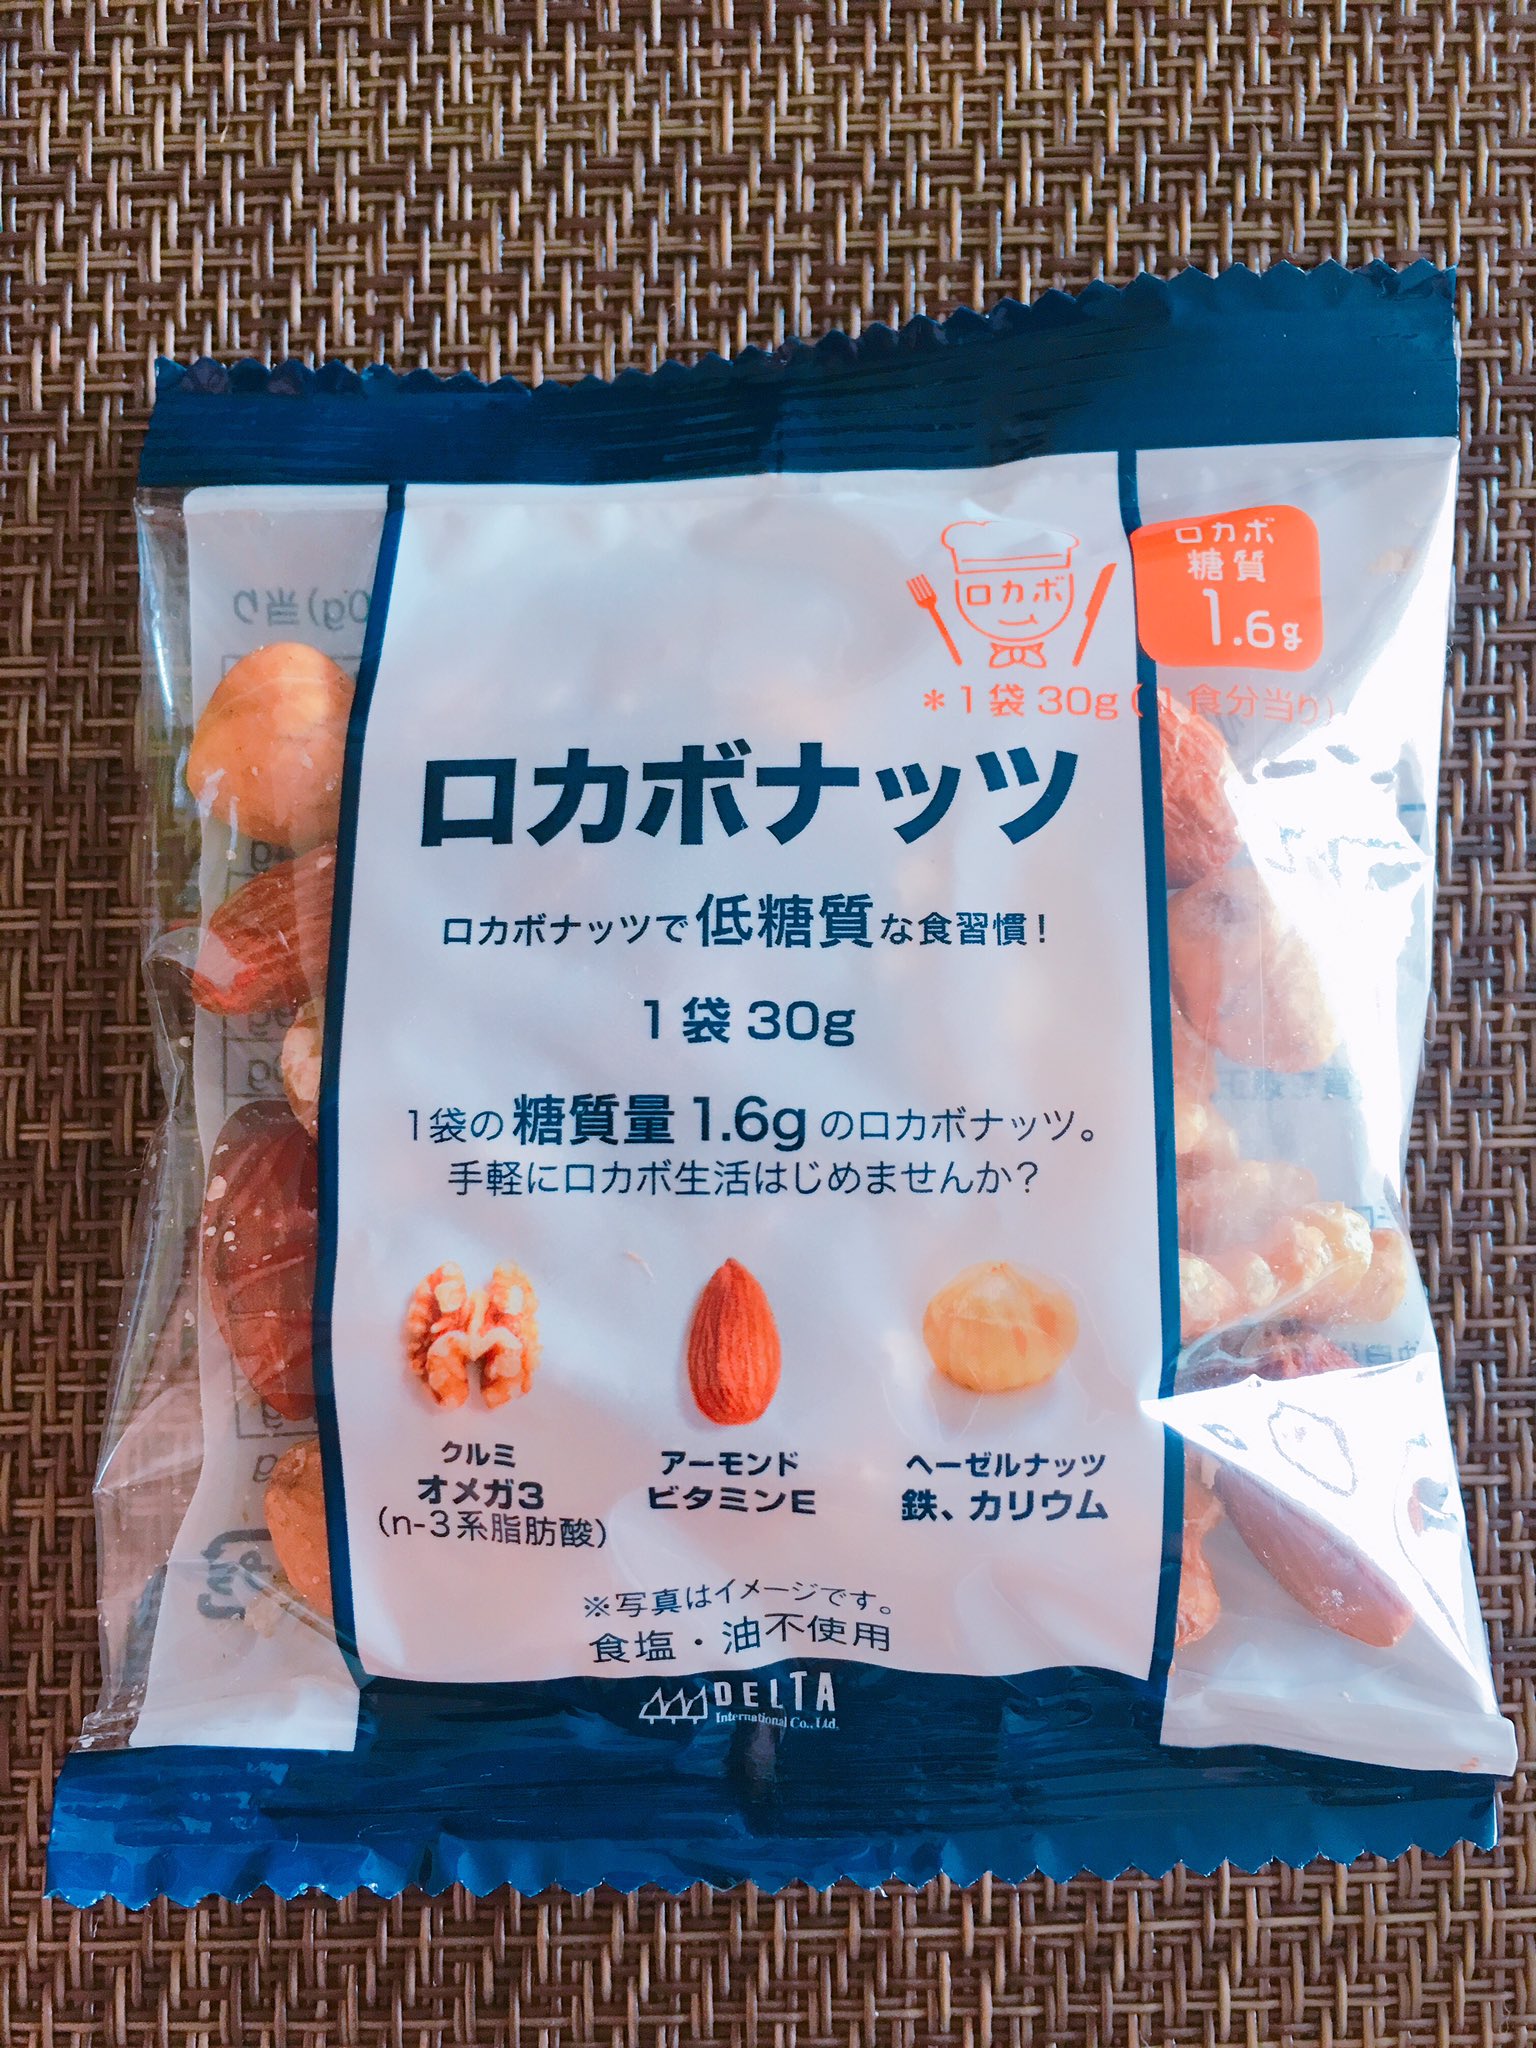 ロカボ
ロカボ
糖質
1.6g
＊1袋30g(1食分当り)
ロカボナッツ
ロカボナッツで低糖質な食習慣！
1袋30g
1袋の糖質量1.6gのロカボナッツ。
手軽にロカボ生活はじめませんか？
クルミ
オメガ3
(n-3系脂肪酸)
アーモンド
ビタミンE
ヘーゼルナッツ
鉄、カリウム
※写真はイメージです。
食塩・油不使用
DELTA
International Co., Ltd.